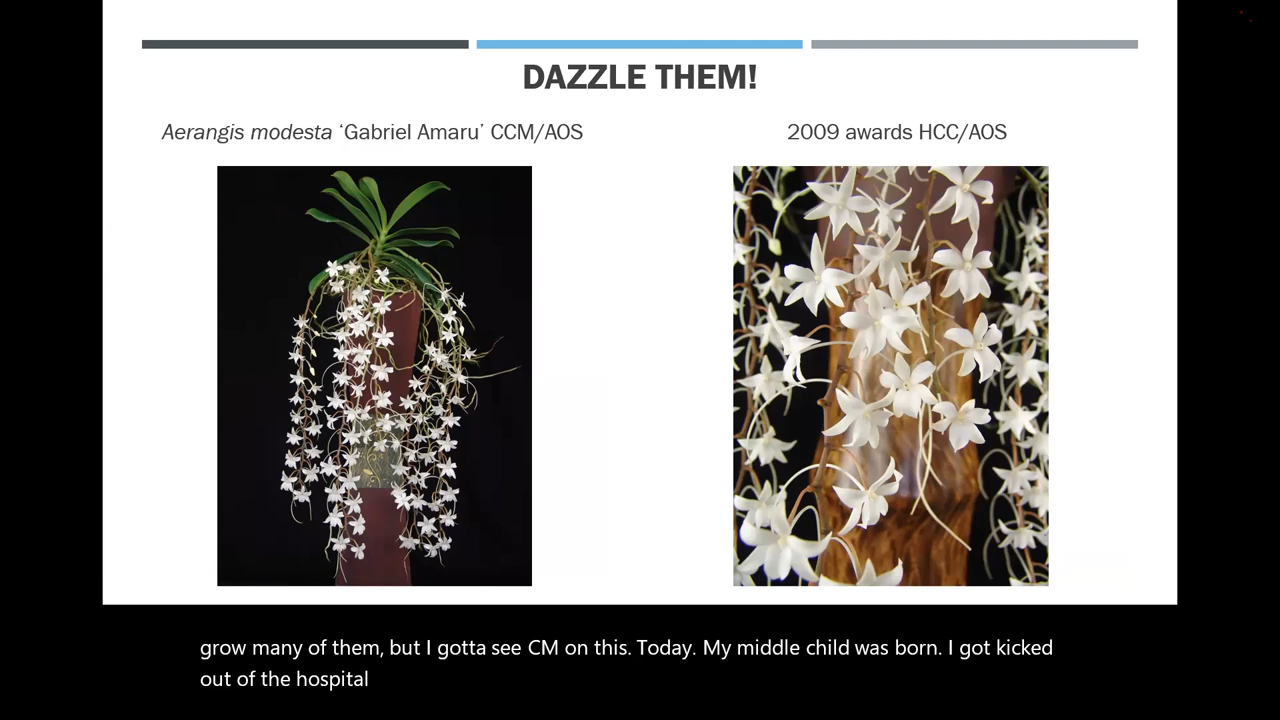 DAZZLE THEM!
Aerangis modesta ‘Gabriel Amaru’ CCM/AOS
2009 awards HCC/AOS
grow many of them, but I gotta see CM on this. Today. My middle child was born. I got kicked
out of the hospital